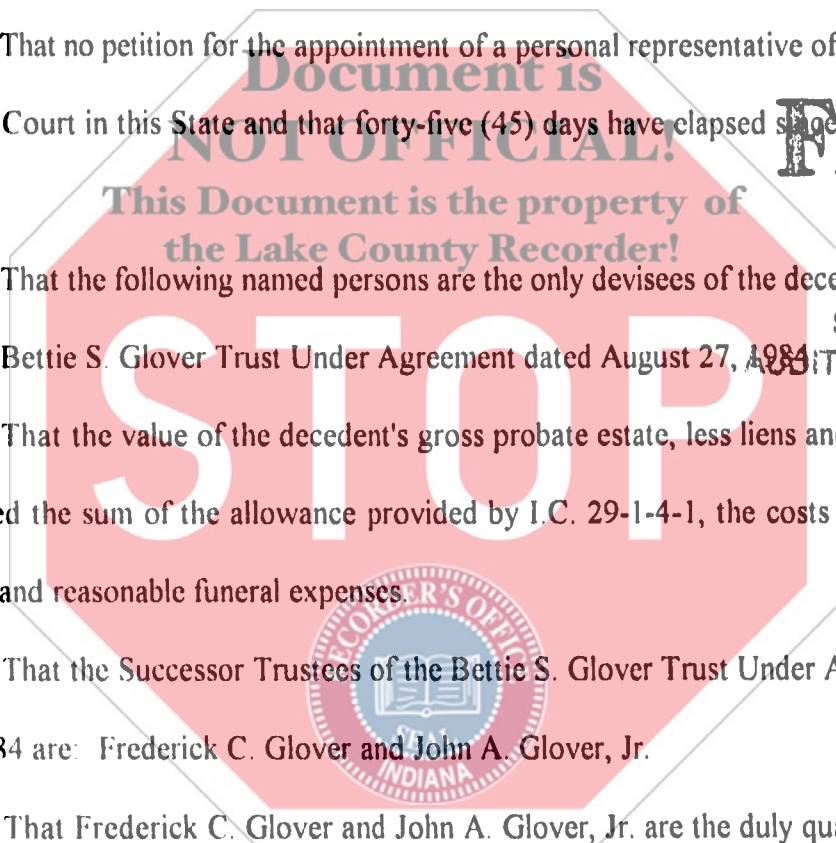 That no petition for the appointment of a personal representative of
Document is
Court in this State and that forty-five (45) days have elapsed
NOT OFFICIAL!
This Document is the property of
the Lake County Recorder!
That the following named persons are the only devisees of the
Bettie S. Glover Trust Under Agreement dated August 27, 1984
STOP
That the value of the decedent's gross probate estate, less liens
the sum of the allowance provided by I.C. 29-1-4-1, the costs
and reasonable funeral expenses.
RECORDER'S OFFICE
That the Successor Trustees of the Bettie S. Glover Trust Under
SEAL
are: Frederick C. Glover and John A. Glover, Jr.
INDIANA
That Frederick C. Glover and John A. Glover, Jr. are the duly